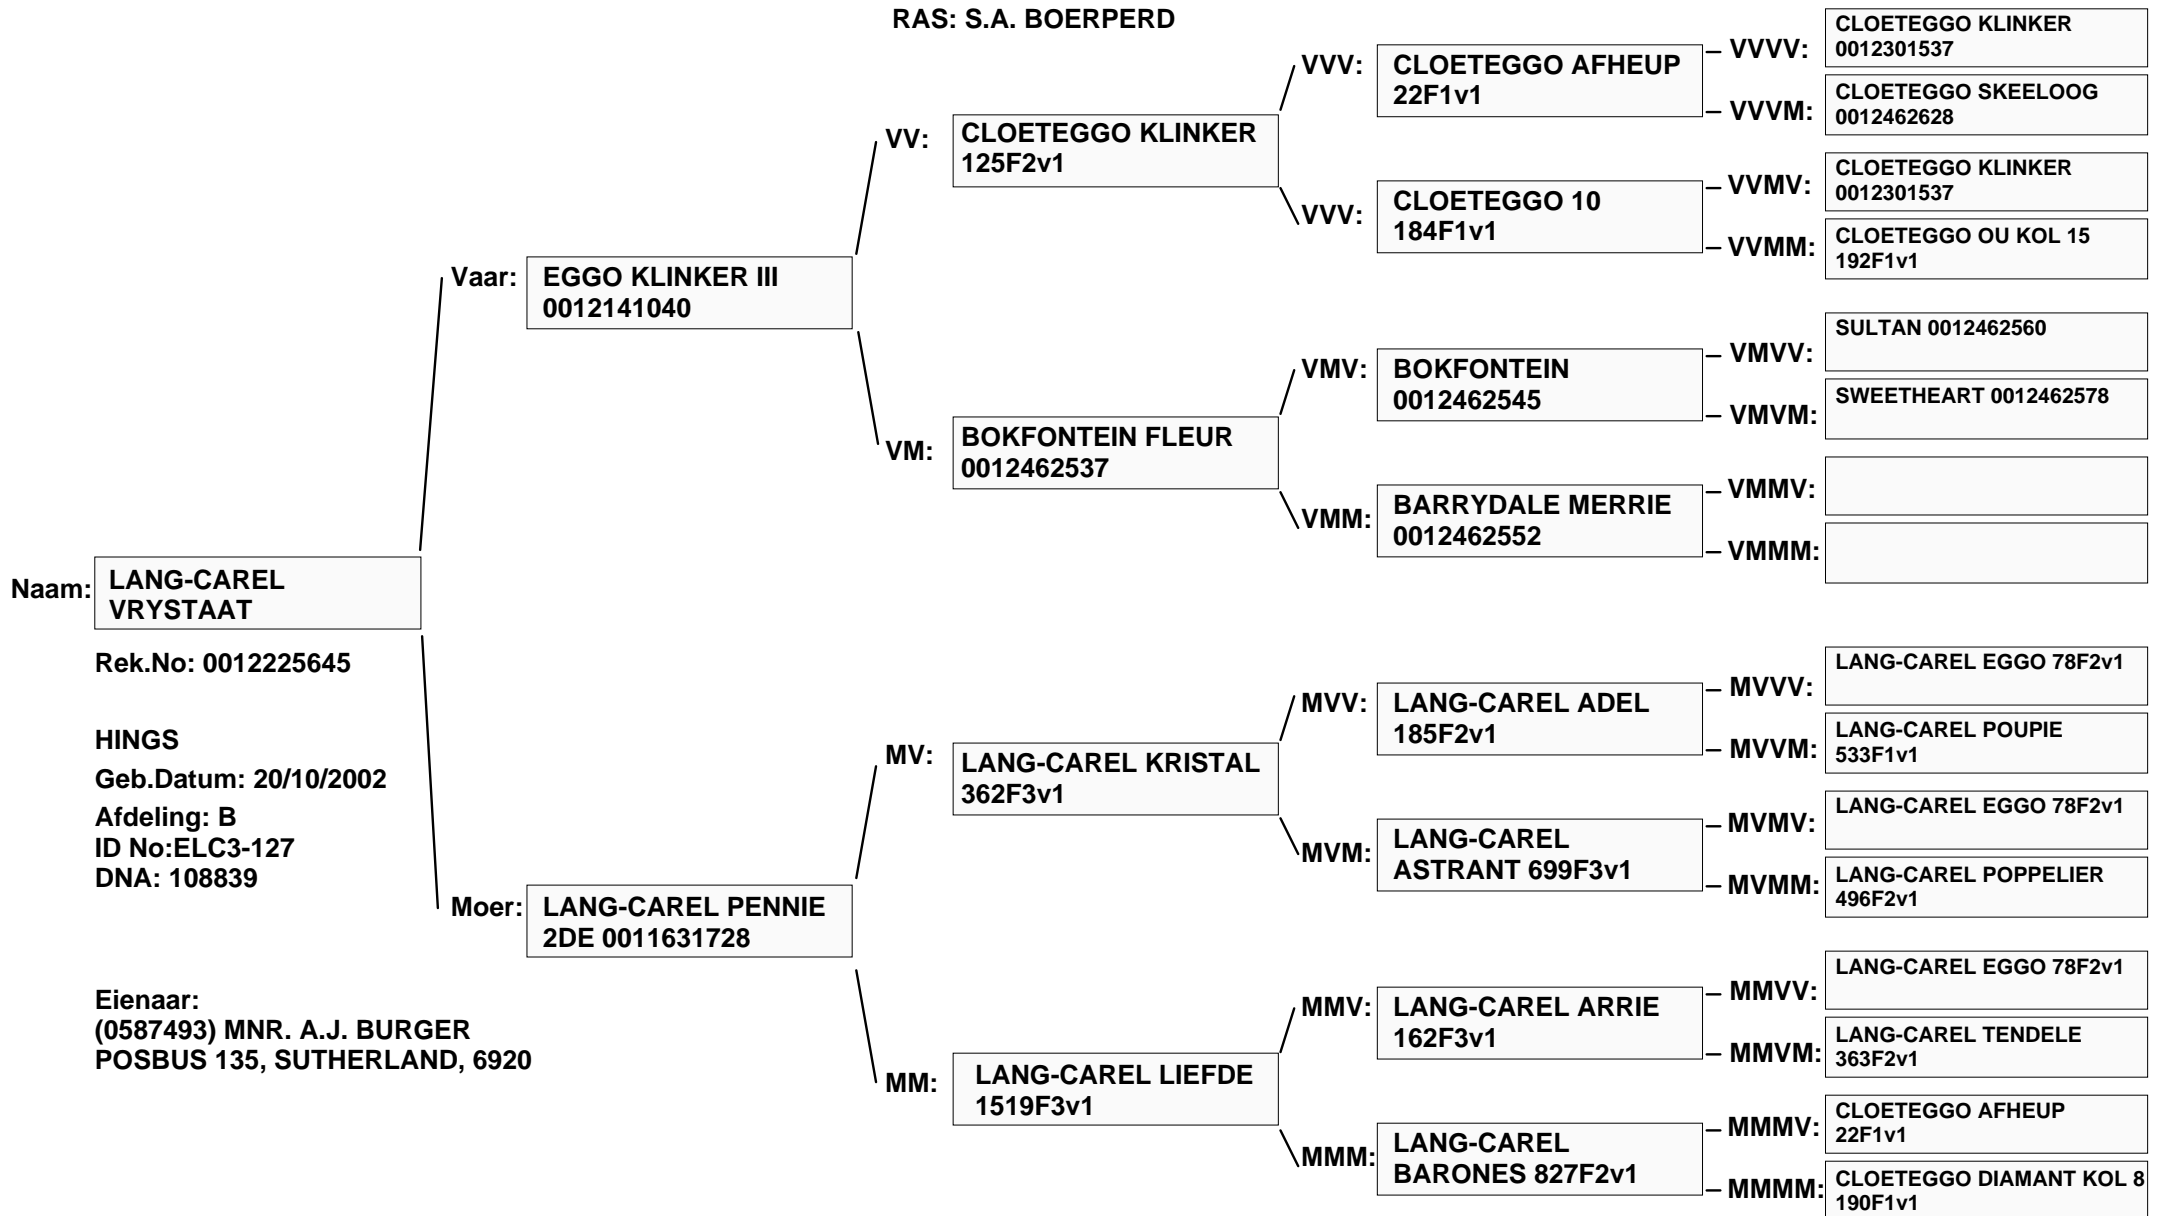 RAS: S.A. BOERPERD
Naam:
LANG-CAREL
VRYSTAAT
Rek.No: 0012225645
HINGS
Geb.Datum: 20/10/2002
Afdeling: B
ID No:ELC3-127
DNA: 108839
Eienaar:
(0587493) MNR. A.J. BURGER
POSBUS 135, SUTHERLAND, 6920
Vaar:
EGGO KLINKER III
0012141040
Moer:
LANG-CAREL PENNIE
2DE 0011631728
VV:
CLOETEGGO KLINKER
125F2v1
VM:
BOKFONTEIN FLEUR
0012462537
MV:
LANG-CAREL KRISTAL
362F3v1
MM:
LANG-CAREL LIEFDE
1519F3v1
VVV:
CLOETEGGO AFHEUP
22F1v1
VVV:
CLOETEGGO 10
184F1v1
VMV:
BOKFONTEIN
0012462545
VMM:
BARRYDALE MERRIE
0012462552
MVV:
LANG-CAREL ADEL
185F2v1
MVM:
LANG-CAREL
ASTRANT 699F3v1
MMV:
LANG-CAREL ARRIE
162F3v1
MMM:
LANG-CAREL
BARONES 827F2v1
VVVV:
CLOETEGGO KLINKER
0012301537
VVVM:
CLOETEGGO SKEELOOG
0012462628
VVMV:
CLOETEGGO KLINKER
0012301537
VVMM:
CLOETEGGO OU KOL 15
192F1v1
VMVV:
SULTAN 0012462560
VMVM:
SWEETHEART 0012462578
VMMV:
VMMM:
MVVV:
LANG-CAREL EGGO 78F2v1
MVVM:
LANG-CAREL POUPIE
533F1v1
MVMV:
LANG-CAREL EGGO 78F2v1
MVMM:
LANG-CAREL POPPELIER
496F2v1
MMVV:
LANG-CAREL EGGO 78F2v1
MMVM:
LANG-CAREL TENDELE
363F2v1
MMMV:
CLOETEGGO AFHEUP
22F1v1
MMMM:
CLOETEGGO DIAMANT KOL 8
190F1v1